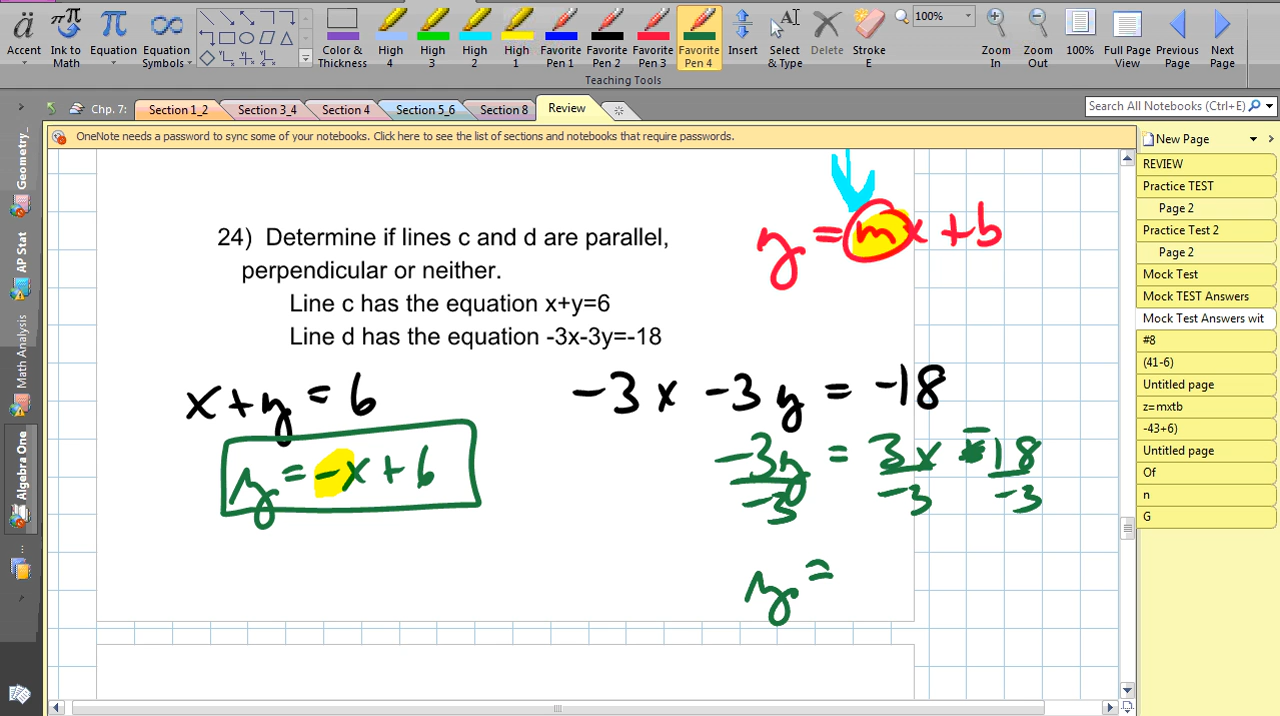 ä Accent
π Ink to Math
π Equation
∞ Equation Symbols
Color & Thickness
High 4
High 3
High 2
High 1
Favorite Pen 1
Favorite Pen 2
Favorite Pen 3
Favorite Pen 4
Insert
Select & Type
Delete
Stroke E
100%
Zoom In
Zoom Out
100%
Full Page View
Previous Page
Next Page
Teaching Tools
Chp. 7:
Section 1_2
Section 3_4
Section 4
Section 5_6
Section 8
Review
Search All Notebooks (Ctrl+E)
OneNote needs a password to sync some of your notebooks. Click here to see the list of sections and notebooks that require passwords.
Geometry...
AP Stat
Math Analysis
Algebra One
y = mx + b
24) Determine if lines c and d are parallel,
perpendicular or neither.
Line c has the equation x+y=6
Line d has the equation -3x-3y=-18
x + y = 6
-3x -3y = -18
y = -x + 6
-3y = 3x - 18
-3 -3 -3
y =
New Page
REVIEW
Practice TEST
Page 2
Practice Test 2
Page 2
Mock Test
Mock TEST Answers
Mock Test Answers wit
#8
(41-6)
Untitled page
z=mxtb
-43+6)
Untitled page
Of
n
G